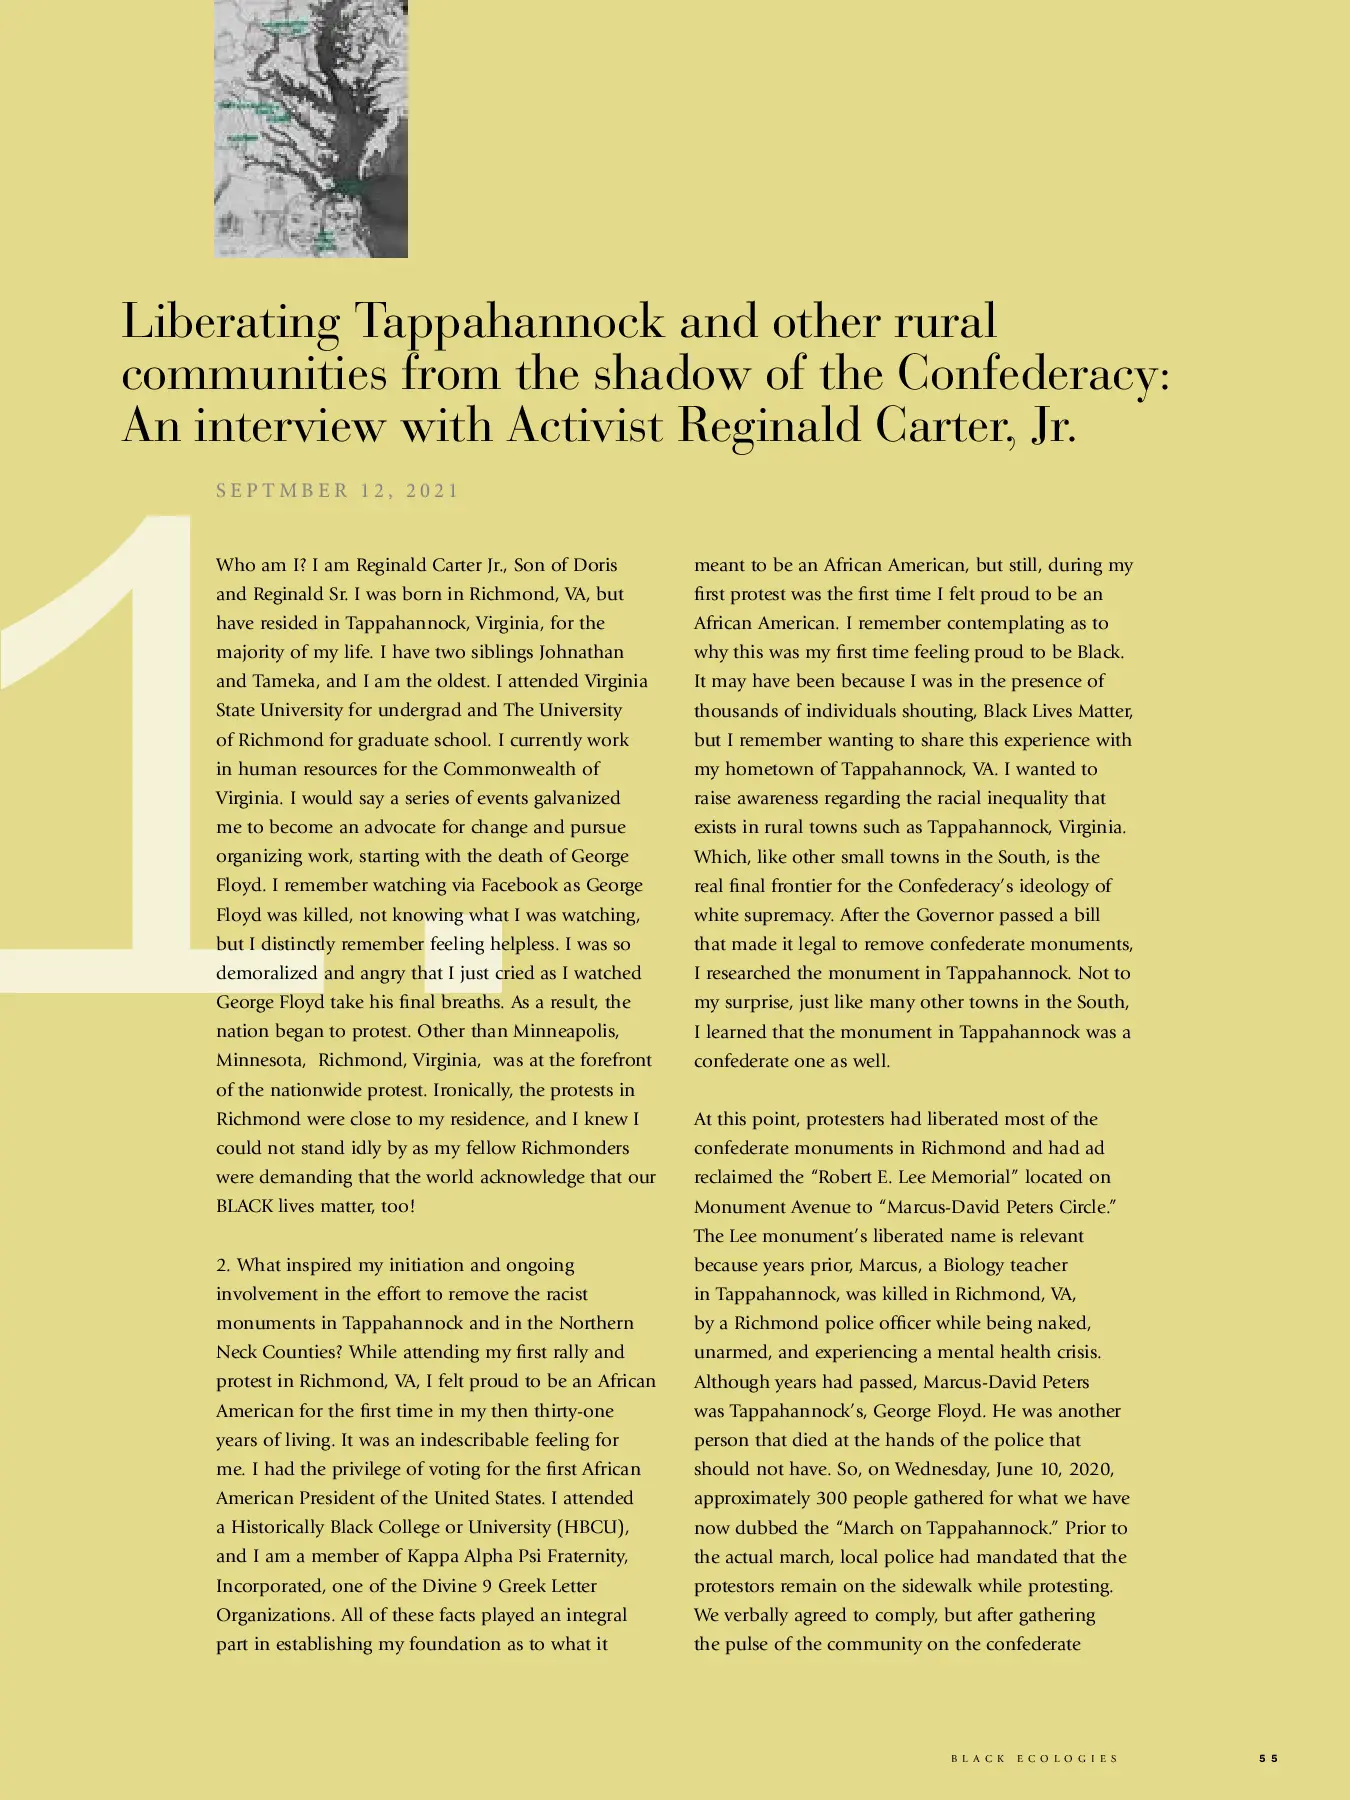 Liberating Tappahannock and other rural
communities from the shadow of the Confederacy:
An interview with Activist Reginald Carter, Jr.
SEPTMBER 12, 2021
1.
Who am I? I am Reginald Carter Jr., Son of Doris
and Reginald Sr. I was born in Richmond, VA, but
have resided in Tappahannock, Virginia, for the
majority of my life. I have two siblings Johnathan
and Tameka, and I am the oldest. I attended Virginia
State University for undergrad and The University
of Richmond for graduate school. I currently work
in human resources for the Commonwealth of
Virginia. I would say a series of events galvanized
me to become an advocate for change and pursue
organizing work, starting with the death of George
Floyd. I remember watching via Facebook as George
Floyd was killed, not knowing what I was watching,
but I distinctly remember feeling helpless. I was so
demoralized and angry that I just cried as I watched
George Floyd take his final breaths. As a result, the
nation began to protest. Other than Minneapolis,
Minnesota,  Richmond, Virginia,  was at the forefront
of the nationwide protest. Ironically, the protests in
Richmond were close to my residence, and I knew I
could not stand idly by as my fellow Richmonders
were demanding that the world acknowledge that our
BLACK lives matter, too!
2. What inspired my initiation and ongoing
involvement in the effort to remove the racist
monuments in Tappahannock and in the Northern
Neck Counties? While attending my first rally and
protest in Richmond, VA, I felt proud to be an African
American for the first time in my then thirty-one
years of living. It was an indescribable feeling for
me. I had the privilege of voting for the first African
American President of the United States. I attended
a Historically Black College or University (HBCU),
and I am a member of Kappa Alpha Psi Fraternity,
Incorporated, one of the Divine 9 Greek Letter
Organizations. All of these facts played an integral
part in establishing my foundation as to what it
meant to be an African American, but still, during my
first protest was the first time I felt proud to be an
African American. I remember contemplating as to
why this was my first time feeling proud to be Black.
It may have been because I was in the presence of
thousands of individuals shouting, Black Lives Matter,
but I remember wanting to share this experience with
my hometown of Tappahannock, VA. I wanted to
raise awareness regarding the racial inequality that
exists in rural towns such as Tappahannock, Virginia.
Which, like other small towns in the South, is the
real final frontier for the Confederacy's ideology of
white supremacy. After the Governor passed a bill
that made it legal to remove confederate monuments,
I researched the monument in Tappahannock. Not to
my surprise, just like many other towns in the South,
I learned that the monument in Tappahannock was a
confederate one as well.
At this point, protesters had liberated most of the
confederate monuments in Richmond and had ad
reclaimed the “Robert E. Lee Memorial” located on
Monument Avenue to “Marcus-David Peters Circle.”
The Lee monument's liberated name is relevant
because years prior, Marcus, a Biology teacher
in Tappahannock, was killed in Richmond, VA,
by a Richmond police officer while being naked,
unarmed, and experiencing a mental health crisis.
Although years had passed, Marcus-David Peters
was Tappahannock's, George Floyd. He was another
person that died at the hands of the police that
should not have. So, on Wednesday, June 10, 2020,
approximately 300 people gathered for what we have
now dubbed the “March on Tappahannock.” Prior to
the actual march, local police had mandated that the
protestors remain on the sidewalk while protesting.
We verbally agreed to comply, but after gathering
the pulse of the community on the confederate
BLACK ECOLOGIES
55